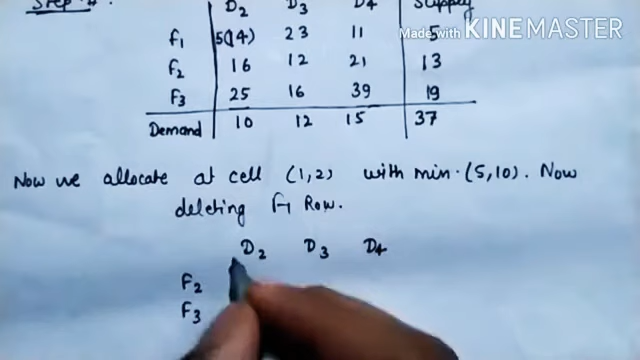 Step-4.
D2 D3 D4 Supply
F1 5(14) 23 11 5
F2 16 12 21 13
F3 25 16 39 19
Demand 10 12 15 37
Now we allocate at cell (1,2) with min.(5,10). Now
deleting F1 Row.
D2 D3 D4
F2
F3
Made with KINEMASTER